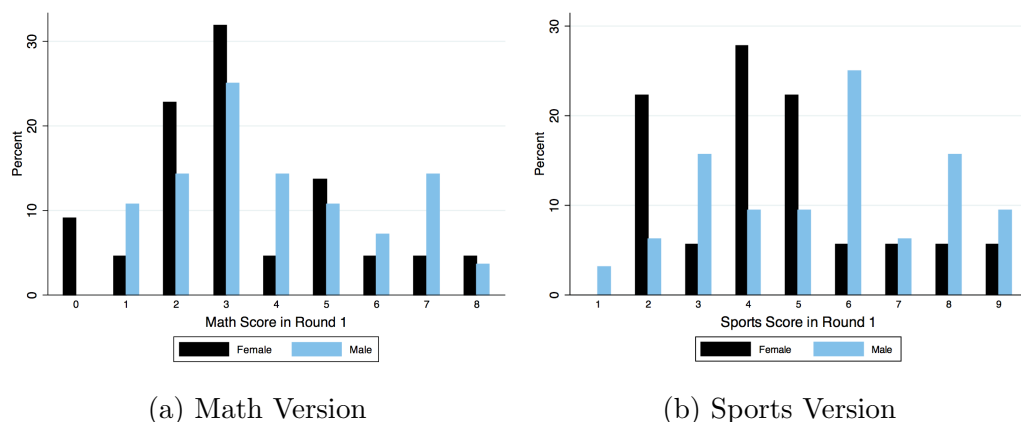 Percent
0 10 20 30
0 1 2 3 4 5 6 7 8
Math Score in Round 1
Female Male
(a) Math Version
Percent
0 10 20 30
1 2 3 4 5 6 7 8 9
Sports Score in Round 1
Female Male
(b) Sports Version